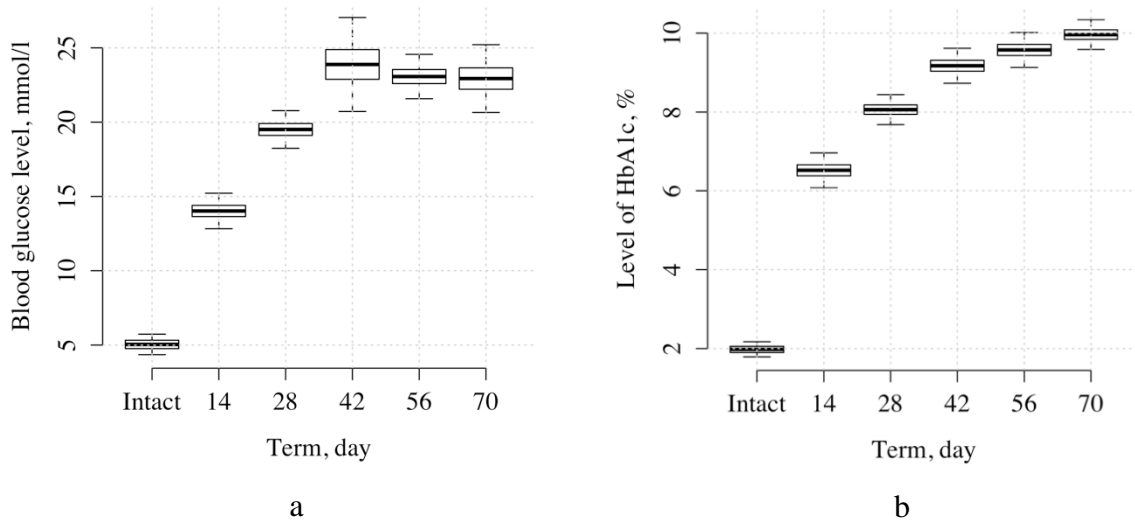 Blood glucose level, mmol/l
25
20
15
10
5
Intact 14 28 42 56 70
Term, day
a
Level of HbA1c, %
10
8
6
4
2
Intact 14 28 42 56 70
Term, day
b